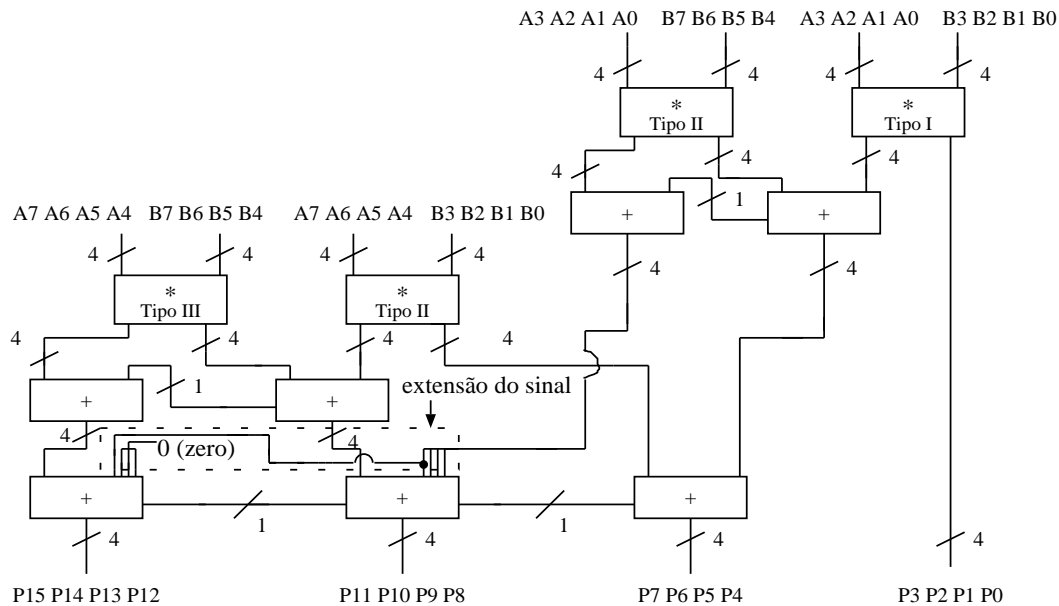 A3 A2 A1 A0 B7 B6 B5 B4 A3 A2 A1 A0 B3 B2 B1 B0
4 4 4 4
* *
Tipo II Tipo I
4 4 4
A7 A6 A5 A4 B7 B6 B5 B4 A7 A6 A5 A4 B3 B2 B1 B0
+ 1 +
4 4 4 4 4 4
* *
Tipo III Tipo II
4 4 4 4
1 extensão do sinal
+ +
4 4
0 (zero)
+ + +
1 1
4 4 4 4
P15 P14 P13 P12 P11 P10 P9 P8 P7 P6 P5 P4 P3 P2 P1 P0